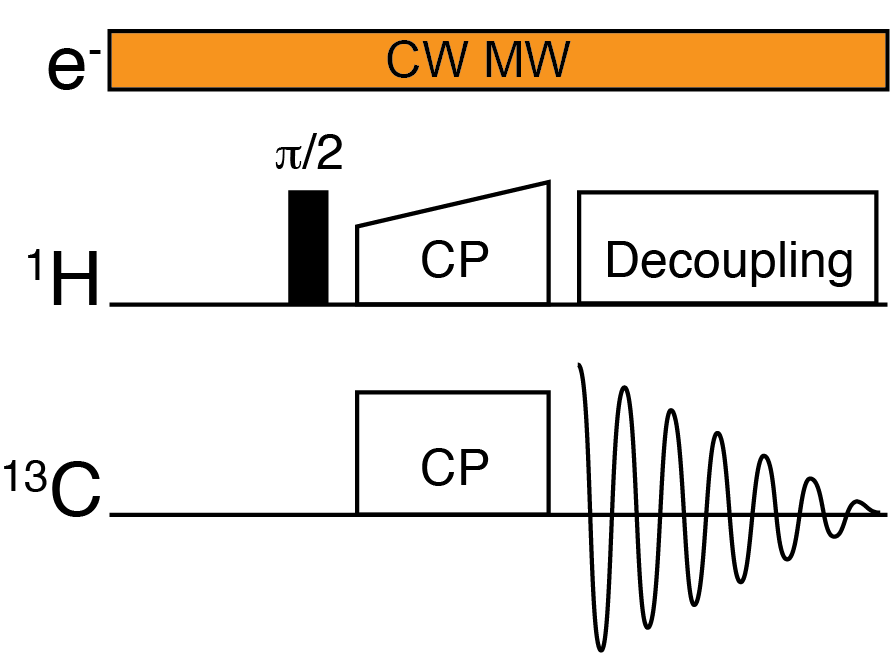 e-
CW MW
π/2
1H
CP
Decoupling
13C
CP